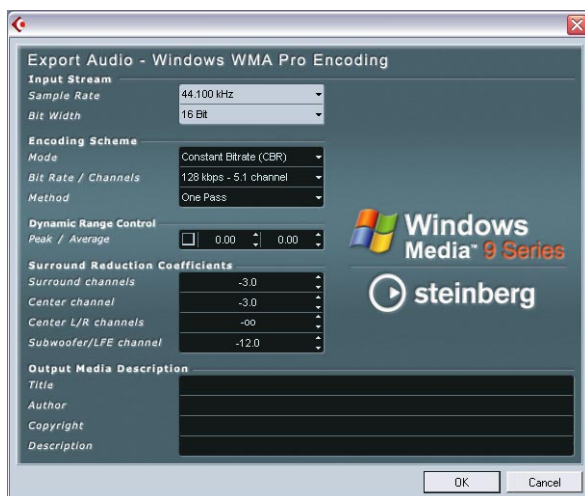 Export Audio - Windows WMA Pro Encoding
Input Stream
Sample Rate 44.100 kHz
Bit Width 16 Bit
Encoding Scheme
Mode Constant Bitrate (CBR)
Bit Rate / Channels 128 kbps - 5.1 channel
Method One Pass
Dynamic Range Control
Peak / Average 0.00 0.00
Windows
Media™ 9 Series
Surround Reduction Coefficients
Surround channels -3.0
steinberg
Center channel -3.0
Center L/R channels -oo
Subwoofer/LFE channel -12.0
Output Media Description
Title
Author
Copyright
Description
OK Cancel